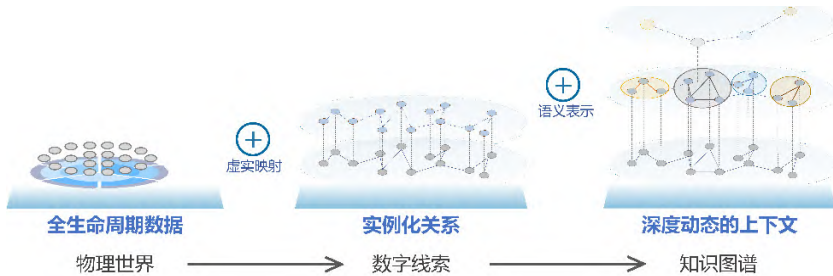 语义表示
虚实映射
全生命周期数据
实例化关系
深度动态的上下文
物理世界
数字线索
知识图谱